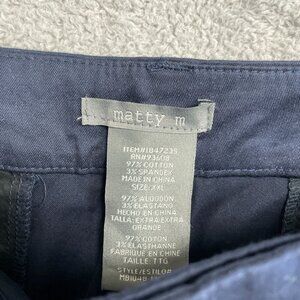 matty m
ITEM#1847235
RN#93608
97% COTTON
3% SPANDEX
MADE IN CHINA
SIZE: XXL
97% ALGODON
3% ELASTANO
HECHO EN CHINA
TALLA: EXTRA EXTRA
GRANDE
97% COTON
3% ELASTHANNE
FABRIQUE EN CHINE
TAILLE: TTG
STYLE/ESTILO#